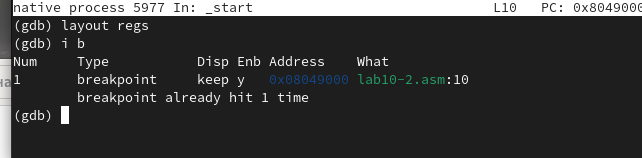 native process 5977 In: _start L10 PC: 0x8049000
(gdb) layout regs
(gdb) i b
Num Type Disp Enb Address What
1 breakpoint keep y 0x08049000 lab10-2.asm:10
breakpoint already hit 1 time
(gdb)